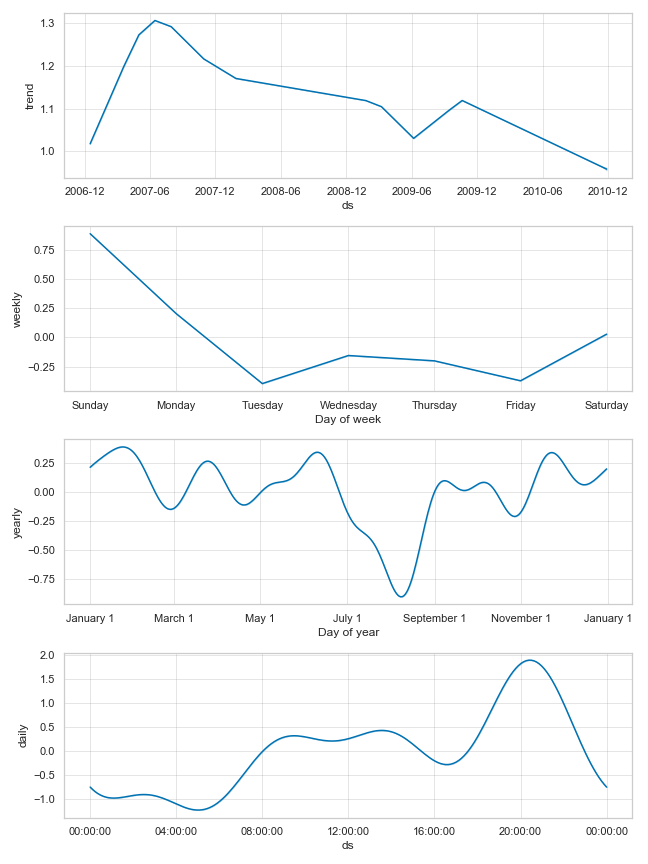 1.3
1.2
1.1
1.0
trend
2006-12 2007-06 2007-12 2008-06 2008-12 2009-06 2009-12 2010-06 2010-12
ds
0.75
0.50
0.25
0.00
−0.25
weekly
Sunday Monday Tuesday Wednesday Thursday Friday Saturday
Day of week
0.25
0.00
−0.25
−0.50
−0.75
yearly
January 1 March 1 May 1 July 1 September 1 November 1 January 1
Day of year
2.0
1.5
1.0
0.5
0.0
−0.5
−1.0
daily
00:00:00 04:00:00 08:00:00 12:00:00 16:00:00 20:00:00 00:00:00
ds